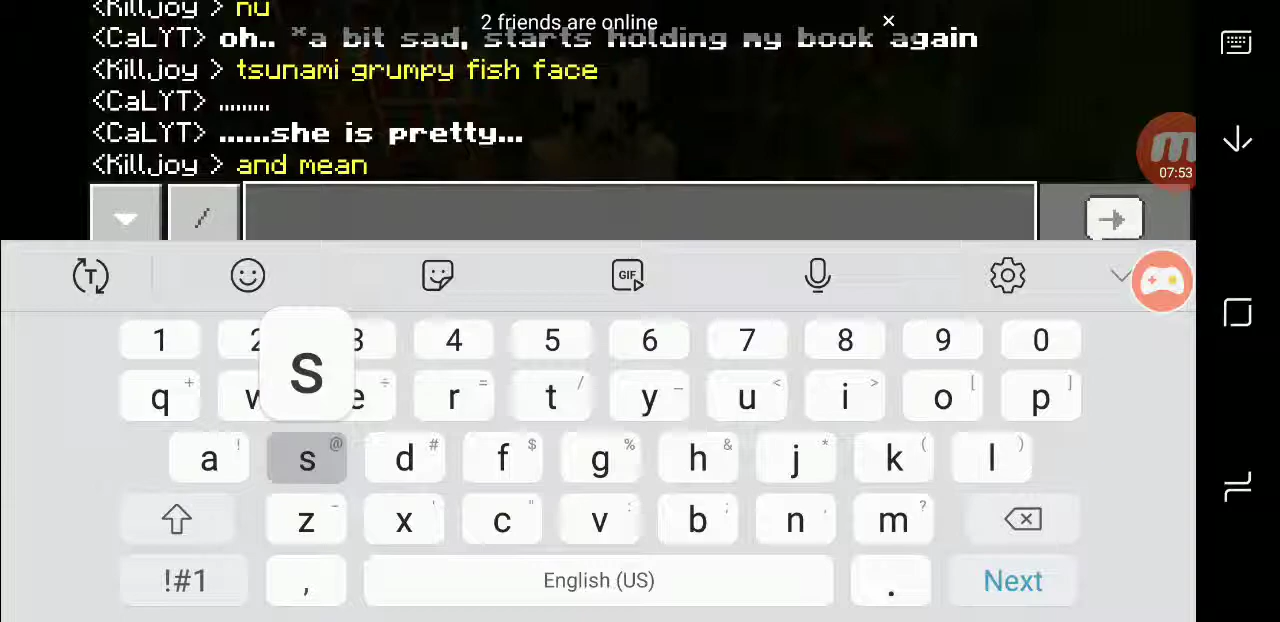 <Killjoy > nu
2 friends are online ×
<CaLYT> oh.. *a bit sad, starts holding my book again
<Killjoy > tsunami grumpy fish face
<CaLYT> .........
<CaLYT> ......she is pretty...
<Killjoy > and mean
07:53
/
T
GIF
1 2 3 4 5 6 7 8 9 0
s
q + w e ÷ r = t / y _ u < i > o [ p ]
a ! s @ d # f $ g % h & j * k ( l )
z - x ' c " v : b ; n , m ?
!#1 , English (US) . Next